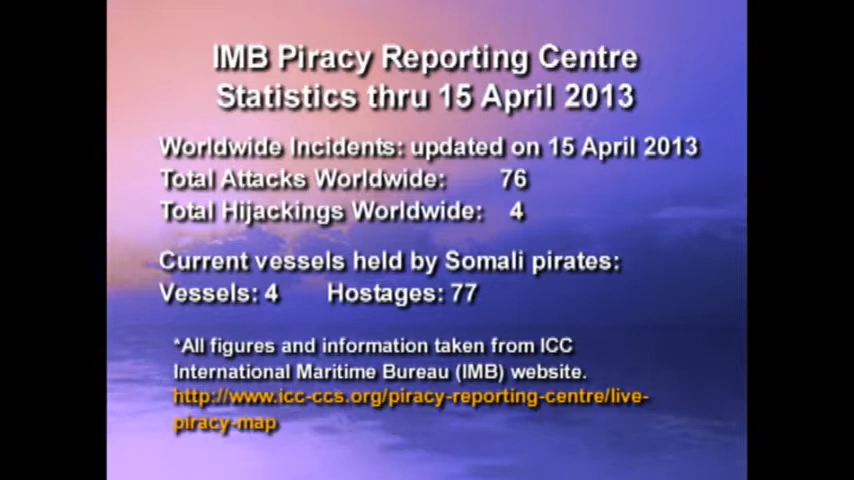 IMB Piracy Reporting Centre
Statistics thru 15 April 2013
Worldwide Incidents: updated on 15 April 2013
Total Attacks Worldwide: 76
Total Hijackings Worldwide: 4
Current vessels held by Somali pirates:
Vessels: 4 Hostages: 77
*All figures and information taken from ICC
International Maritime Bureau (IMB) website.
http://www.icc-ccs.org/piracy-reporting-centre/live-
piracy-map